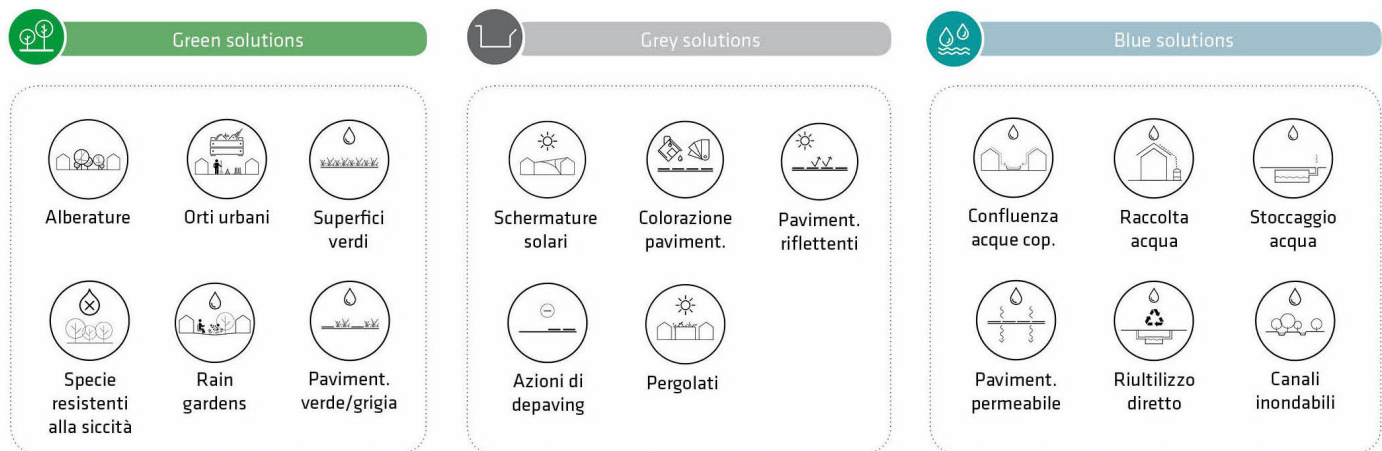 Green solutions
Alberature
Orti urbani
Superfici
verdi
Specie
resistenti
alla siccità
Rain
gardens
Paviment.
verde/grigia
Grey solutions
Schermature
solari
Colorazione
paviment.
Paviment.
riflettenti
Azioni di
depaving
Pergolati
Blue solutions
Confluenza
acque cop.
Raccolta
acqua
Stoccaggio
acqua
Paviment.
permeabile
Riultilizzo
diretto
Canali
inondabili